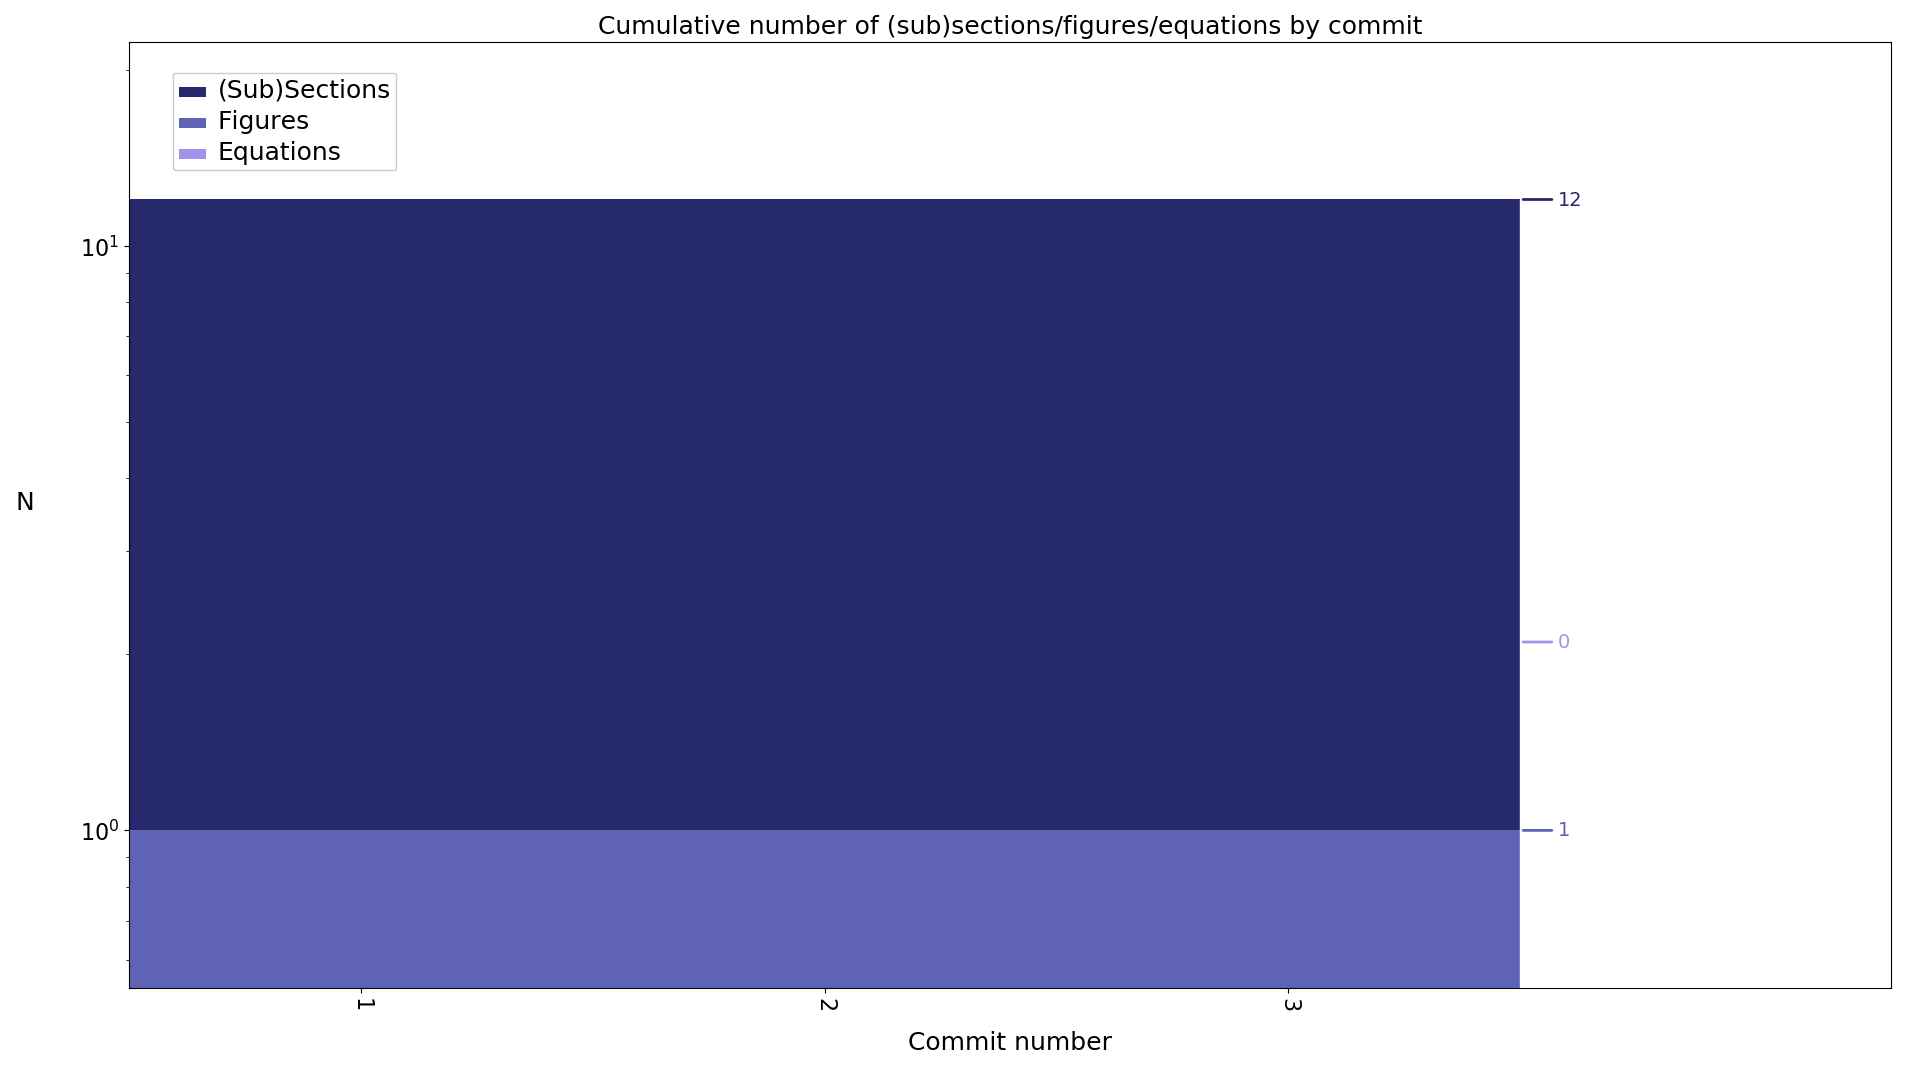 Cumulative number of (sub)sections/figures/equations by commit
(Sub)Sections
Figures
Equations
12
10¹
N
0
10⁰
1
1
2
3
Commit number